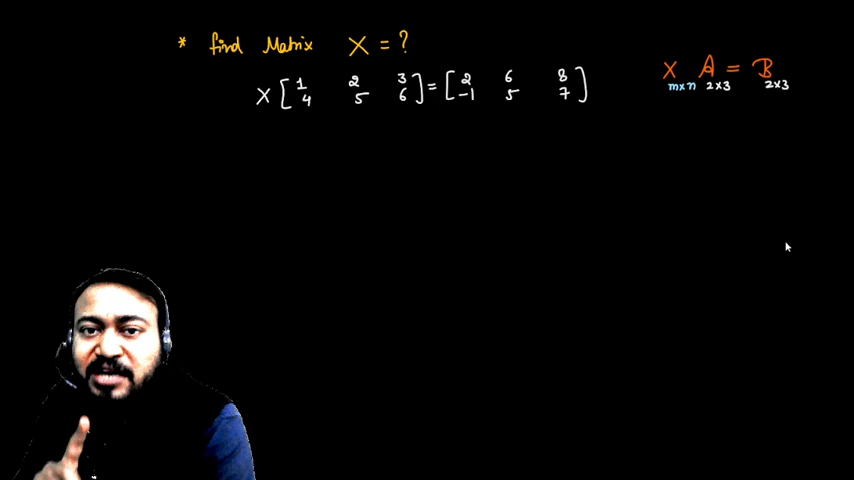 * find Matrix X = ?
X [ 1 2 3 ] = [ 2 6 8 ]
4 5 6 -1 5 7
X A = B
m×n 2×3 2×3